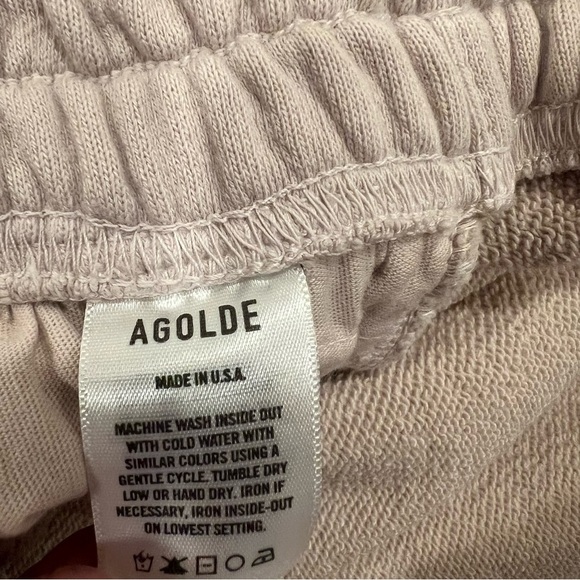 AGOLDE
MADE IN U.S.A.
MACHINE WASH INSIDE OUT
WITH COLD WATER WITH
SIMILAR COLORS USING A
GENTLE CYCLE. TUMBLE DRY
LOW OR HAND DRY. IRON IF
NECESSARY, IRON INSIDE-OUT
ON LOWEST SETTING.